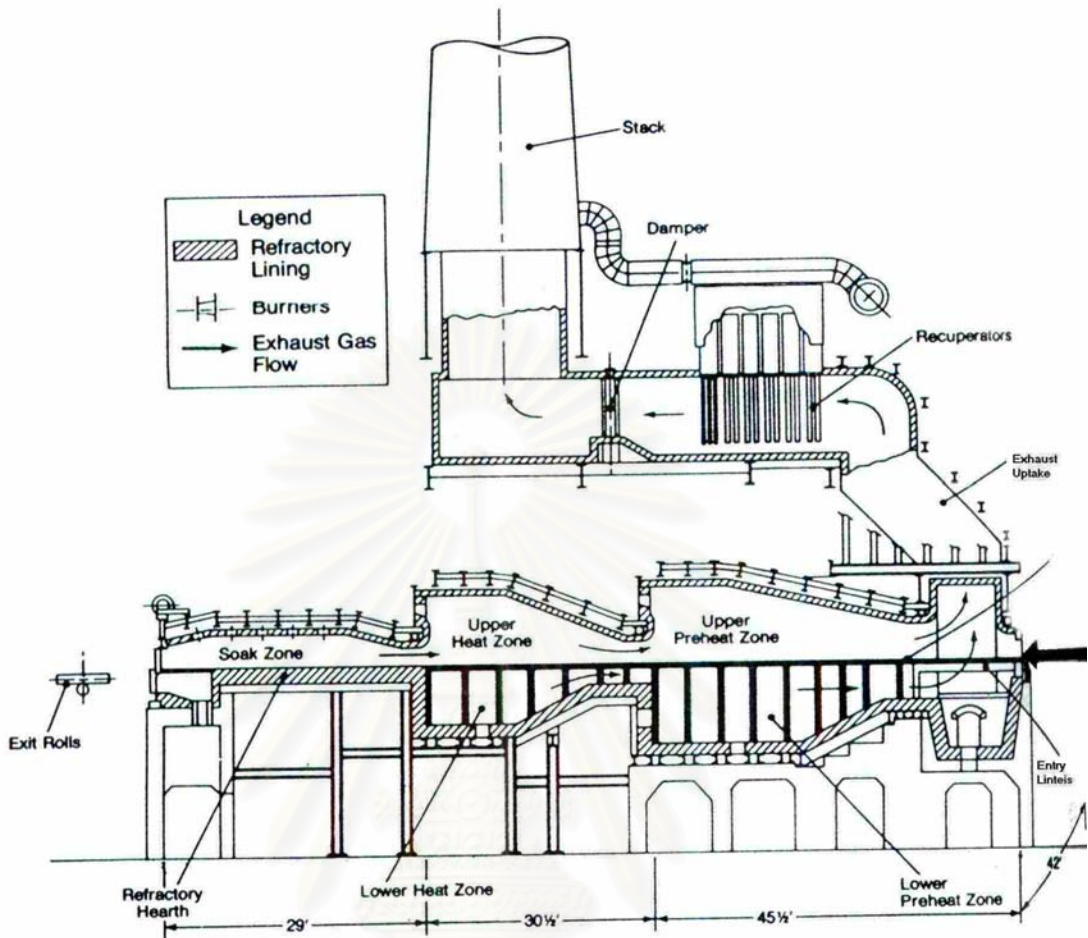 Stack
Damper
Legend
Refractory
Lining
Burners
Exhaust Gas
Flow
Recuperators
Exhaust
Uptake
Upper
Heat Zone
Upper
Preheat Zone
Soak Zone
Exit Rolls
Entry
Lintels
Refractory
Hearth
Lower Heat Zone
Lower
Preheat Zone
42'
29'
30½'
45½'